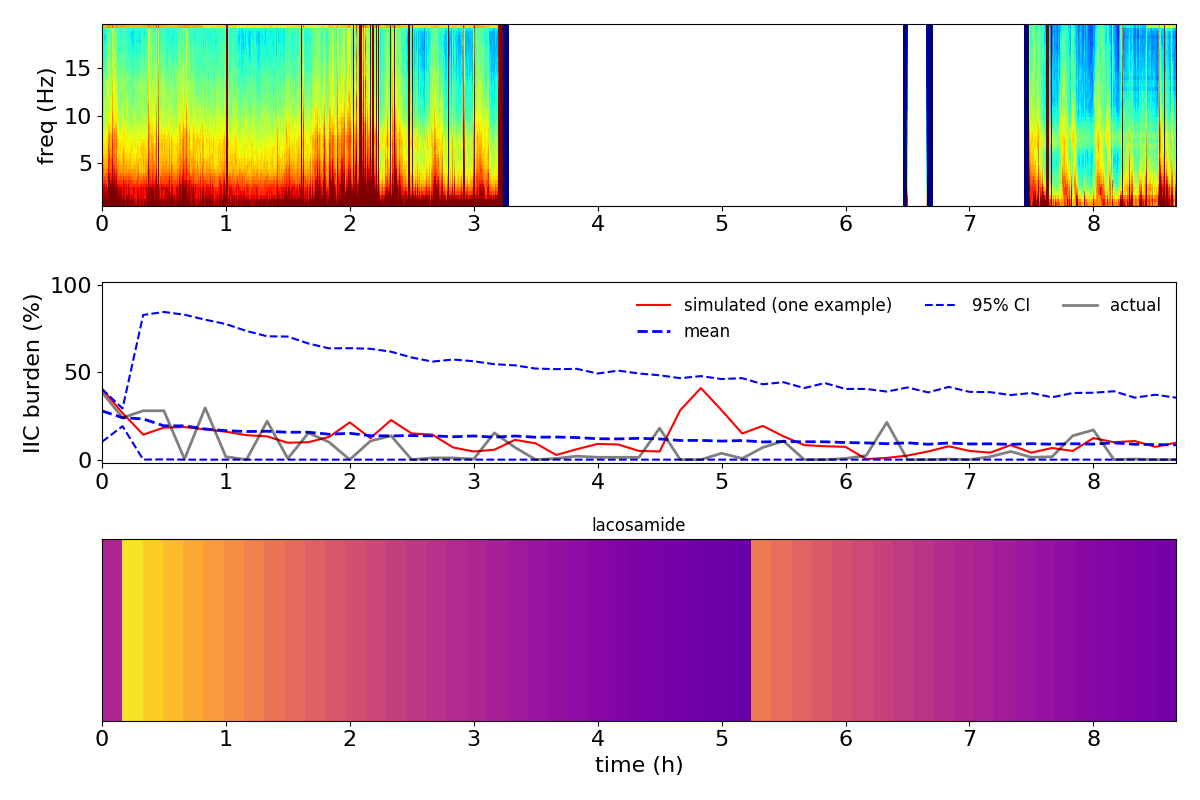 freq (Hz)
15
10
5
0 1 2 3 4 5 6 7 8
IIC burden (%)
100
50
0
simulated (one example)
mean
95% CI
actual
0 1 2 3 4 5 6 7 8
lacosamide
0 1 2 3 4 5 6 7 8
time (h)